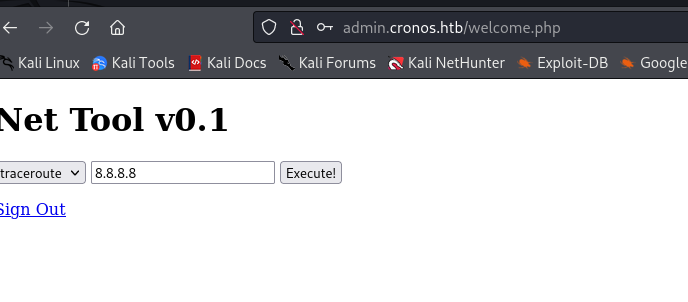 admin.cronos.htb/welcome.php
Kali Linux Kali Tools Kali Docs Kali Forums Kali NetHunter Exploit-DB Google
Net Tool v0.1
traceroute 8.8.8.8 Execute!
Sign Out